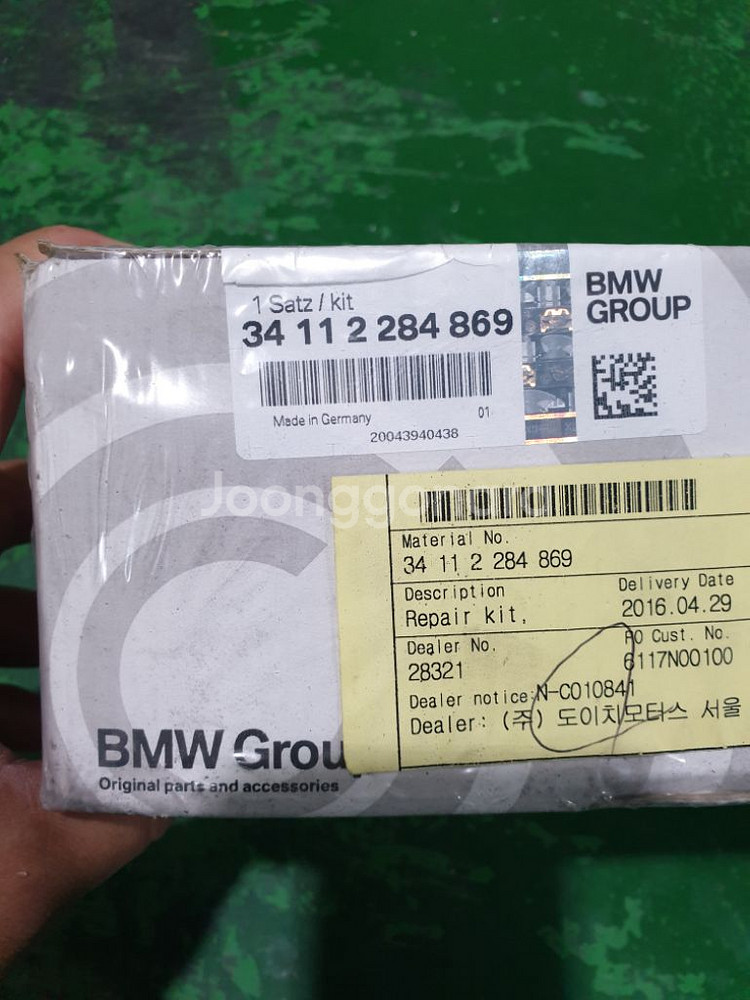 1 Satz / kit
34 11 2 284 869
Made in Germany
01
20043940438
BMW
GROUP
Joonggonara
Material No.
34 11 2 284 869
Description
Repair kit,
Delivery Date
2016.04.29
Dealer No.
28321
PO Cust. No.
6117N00100
Dealer notice:N-C010841
Dealer: (주) 도이치모터스 서울
BMW Grou
Original parts and accessories